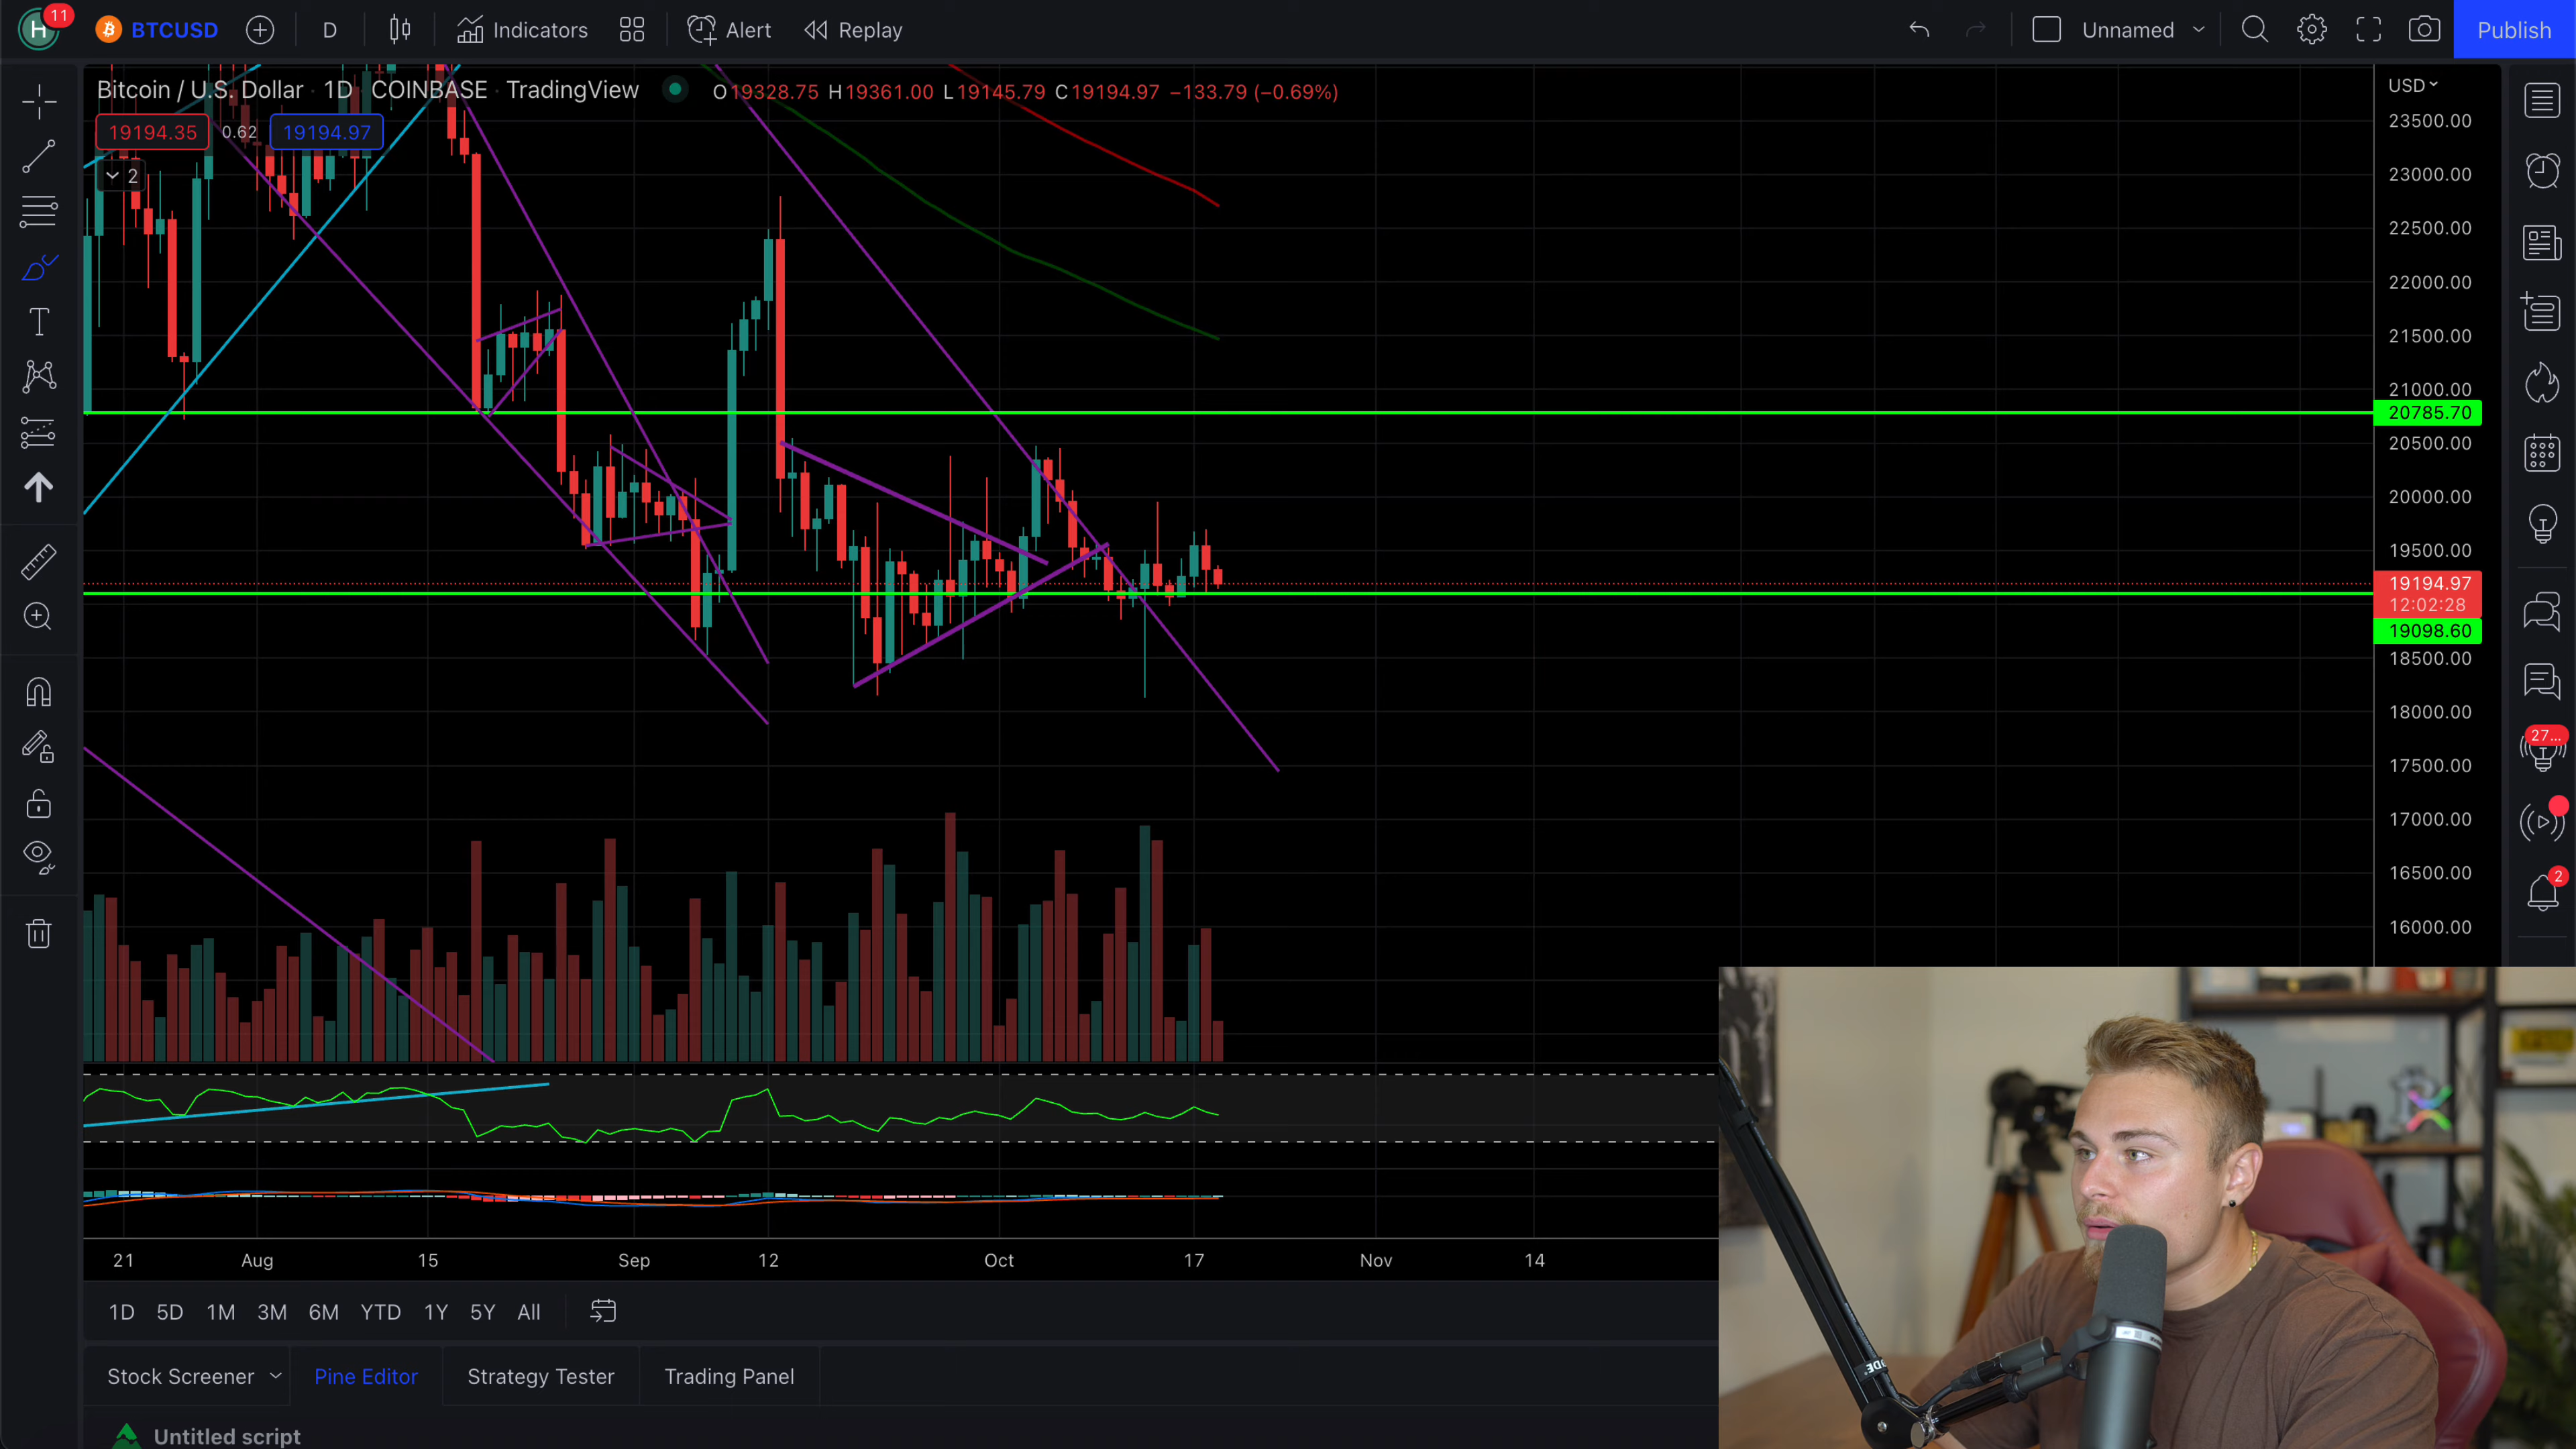 H 11 BTCUSD D Indicators Alert Replay Unnamed Publish
Bitcoin / U.S. Dollar · 1D · COINBASE · TradingView O19328.75 H19361.00 L19145.79 C19194.97 −133.79 (−0.69%)
19194.35 0.62 19194.97
2
USD
23500.00
23000.00
22500.00
22000.00
21500.00
21000.00
20785.70
20500.00
20000.00
19500.00
19194.97
12:02:28
19098.60
18500.00
18000.00
17500.00
17000.00
16500.00
16000.00
27...
2
21 Aug 15 Sep 12 Oct 17 Nov 14
1D 5D 1M 3M 6M YTD 1Y 5Y All
Stock Screener Pine Editor Strategy Tester Trading Panel
Untitled script